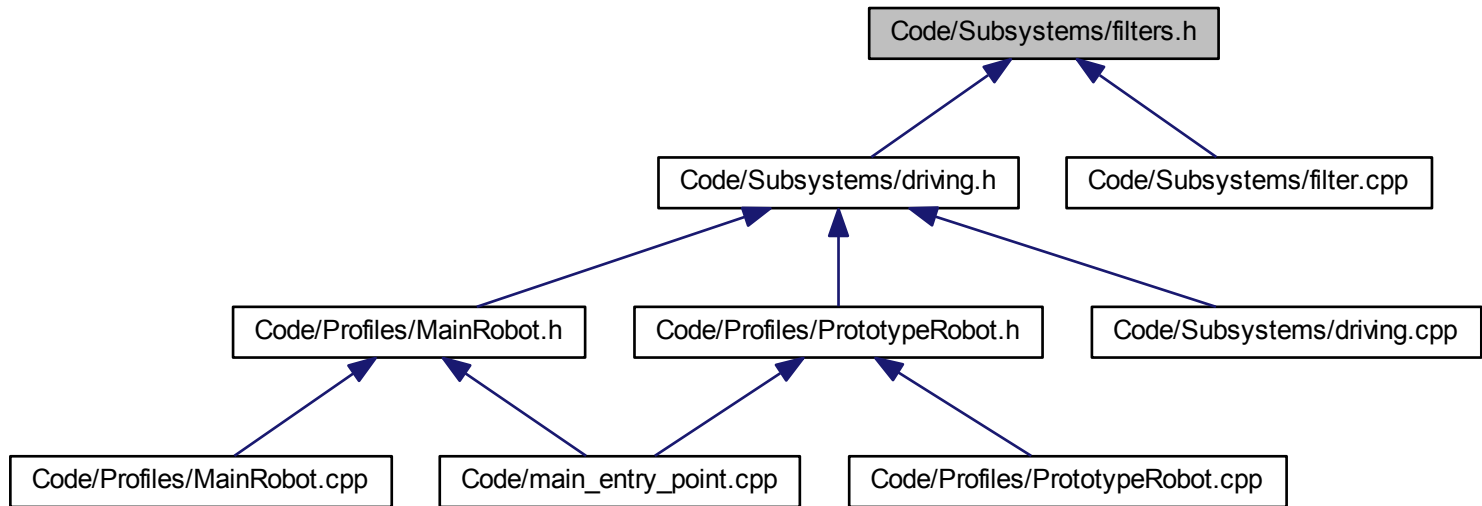 Code/Subsystems/filters.h
Code/Subsystems/driving.h
Code/Subsystems/filter.cpp
Code/Profiles/MainRobot.h
Code/Profiles/PrototypeRobot.h
Code/Subsystems/driving.cpp
Code/Profiles/MainRobot.cpp
Code/main_entry_point.cpp
Code/Profiles/PrototypeRobot.cpp